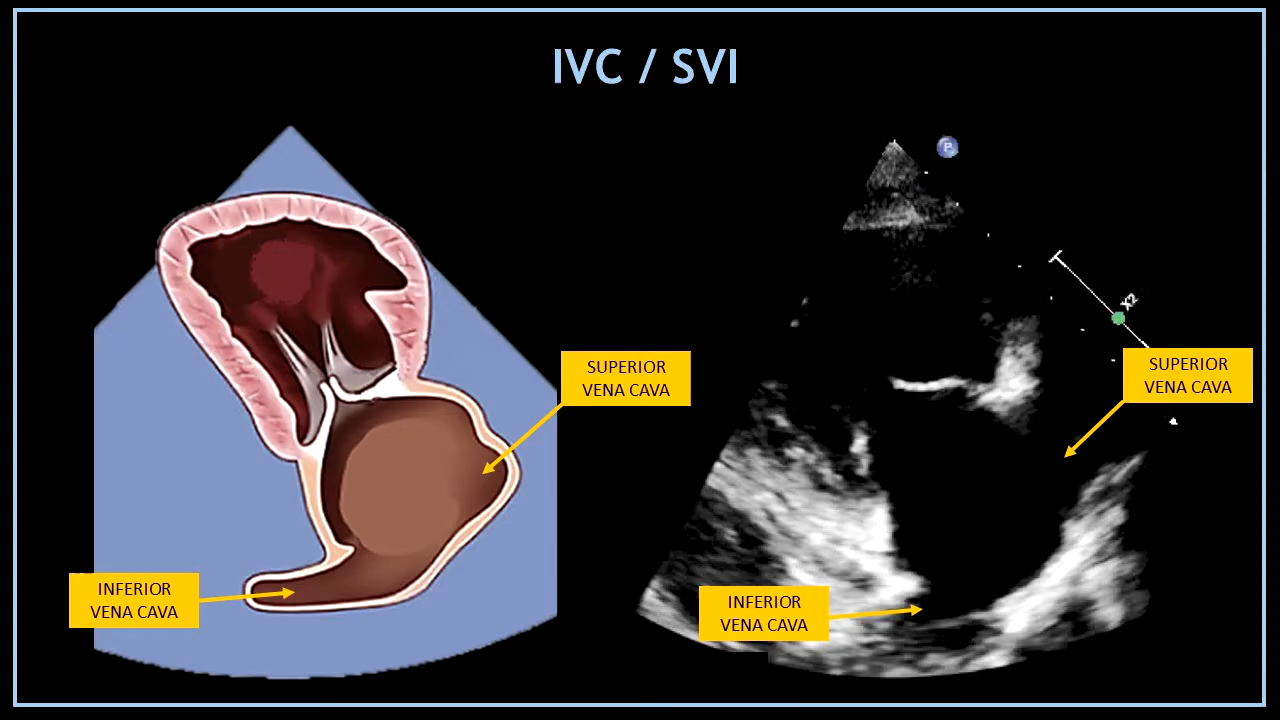 IVC / SVI
P
X2
SUPERIOR
VENA CAVA
SUPERIOR
VENA CAVA
INFERIOR
VENA CAVA
INFERIOR
VENA CAVA